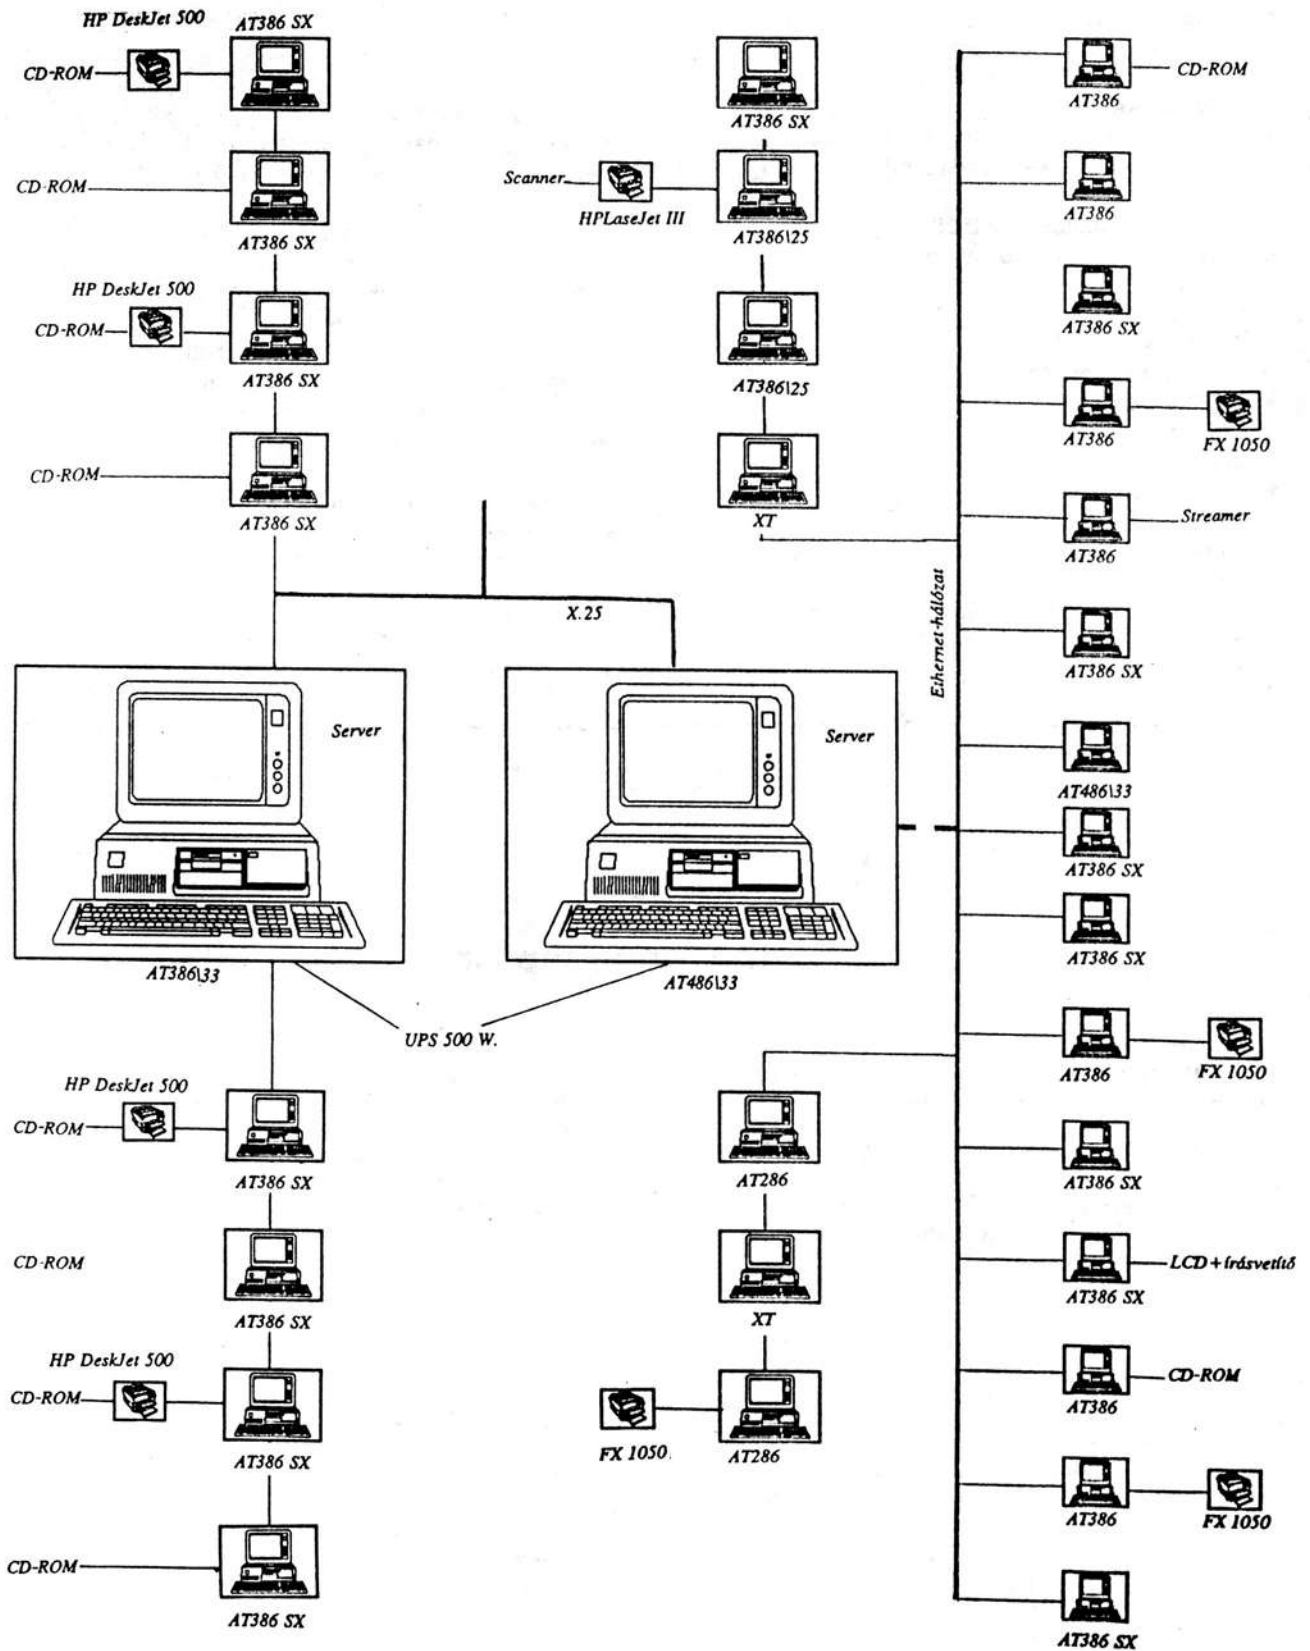 HP DeskJet 500
AT386 SX
CD-ROM
CD-ROM
AT386 SX
HP DeskJet 500
CD-ROM
AT386 SX
CD-ROM
AT386 SX
AT386 SX
Scanner
HPLaseJet III
AT386\25
AT386\25
XT
X.25
Server
AT386\33
Server
AT486\33
UPS 500 W.
HP DeskJet 500
CD-ROM
AT386 SX
CD-ROM
AT386 SX
HP DeskJet 500
CD-ROM
AT386 SX
CD-ROM
AT386 SX
AT286
XT
FX 1050
AT286
Ethernet-hálózat
CD-ROM
AT386
AT386
AT386 SX
AT386
FX 1050
Streamer
AT386
AT386 SX
AT486\33
AT386 SX
AT386 SX
AT386
FX 1050
AT386 SX
LCD+írásvetítő
AT386 SX
CD-ROM
AT386
AT386
FX 1050
AT386 SX